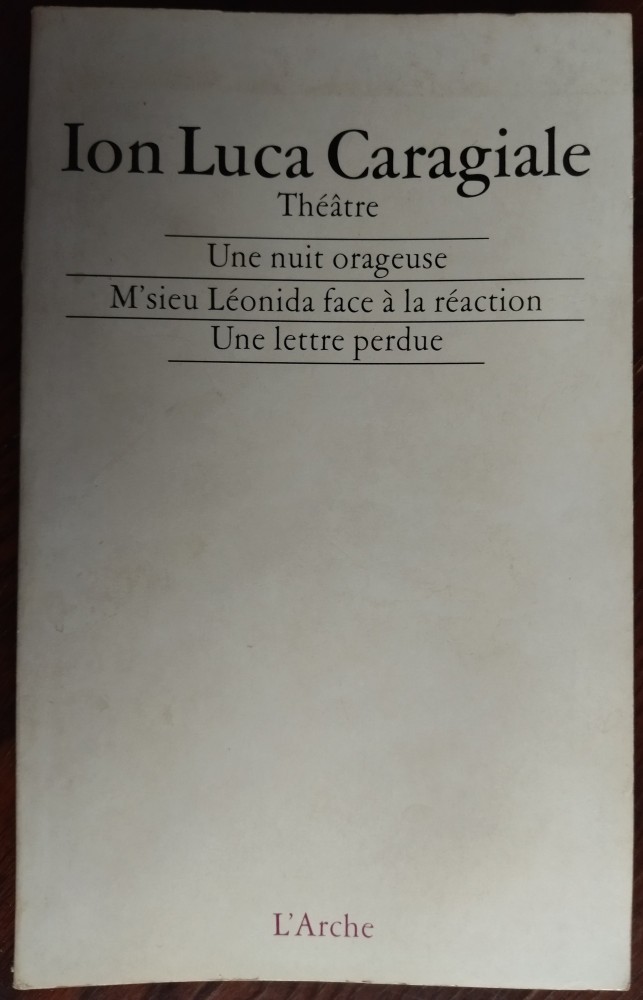 Ion Luca Caragiale
Théâtre
Une nuit orageuse
M'sieu Léonida face à la réaction
Une lettre perdue
L'Arche